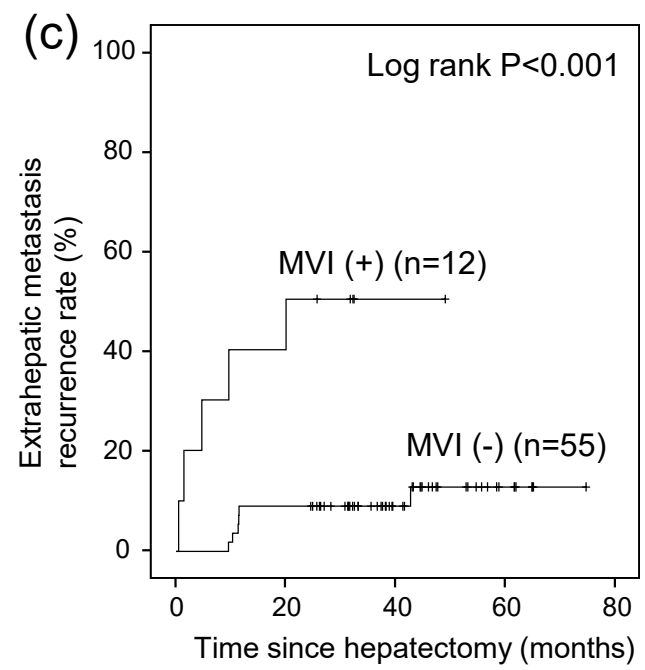 (c)
Log rank P<0.001
100
80
60
40
20
0
Extrahepatic metastasis
recurrence rate (%)
MVI (+) (n=12)
MVI (-) (n=55)
0 20 40 60 80
Time since hepatectomy (months)